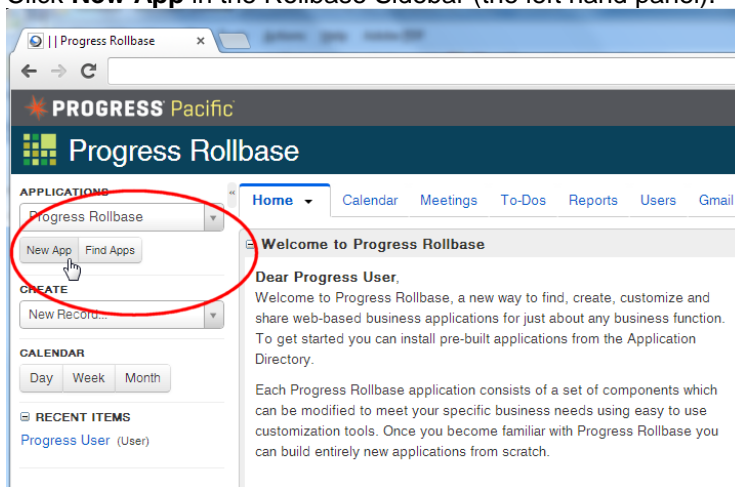 Click New App in the Rollbase Sidebar (the left hand panel).
| | Progress Rollbase ×
PROGRESS Pacific
Progress Rollbase
APPLICATIONS
Progress Rollbase
New App Find Apps
CREATE
New Record...
CALENDAR
Day Week Month
RECENT ITEMS
Progress User (User)
«
Home Calendar Meetings To-Dos Reports Users Gmail
Welcome to Progress Rollbase
Dear Progress User,
Welcome to Progress Rollbase, a new way to find, create, customize and
share web-based business applications for just about any business function.
To get started you can install pre-built applications from the Application
Directory.
Each Progress Rollbase application consists of a set of components which
can be modified to meet your specific business needs using easy to use
customization tools. Once you become familiar with Progress Rollbase you
can build entirely new applications from scratch.